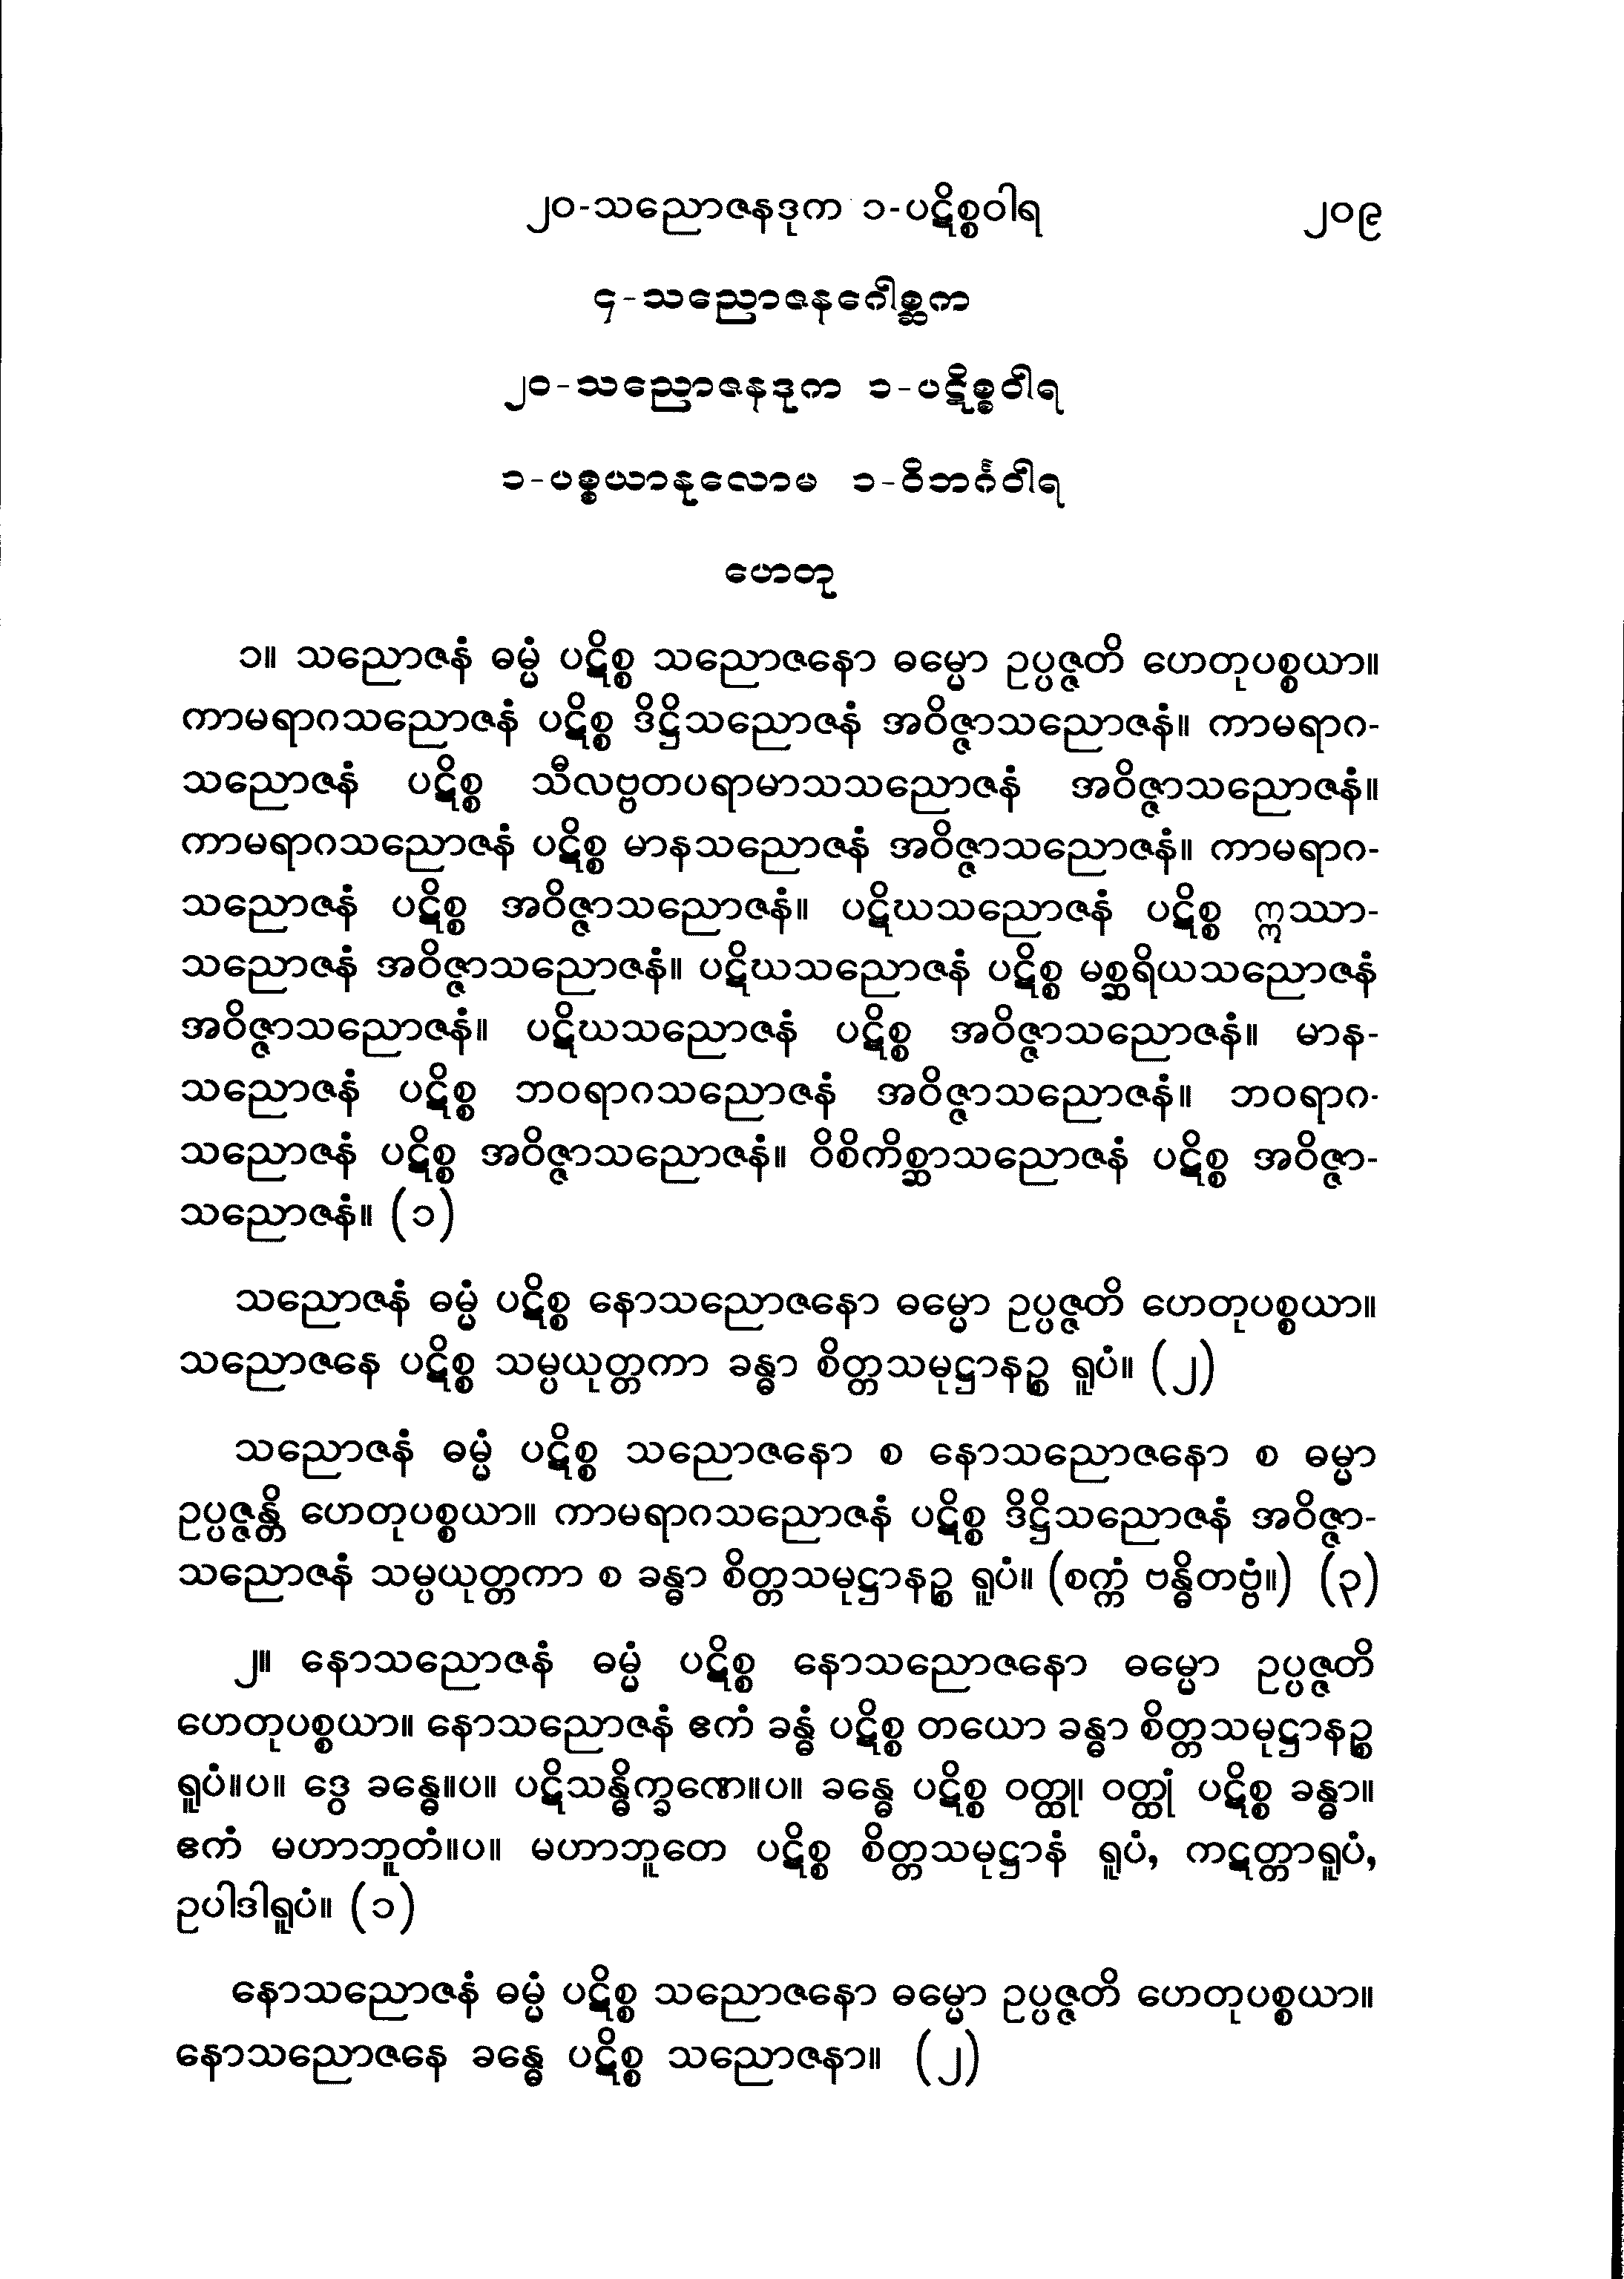 ၂၀-သညောဇနဒုက ၁-ပဋိစ္စဝါရ ၂၀၉
၄-သညောဇနဂေါစ္ဆက
၂၀-သညောဇနဒုက ၁-ပဋိစ္စဝါရ
၁-ပစ္စယာနုလောမ ၁-ဝိဘင်္ဂဝါရ
ဟေတု
၁။ သညောဇနံ ဓမ္မံ ပဋိစ္စ သညောဇနော ဓမ္မော ဥပ္ပဇ္ဇတိ ဟေတုပစ္စယာ။
ကာမရာဂသညောဇနံ ပဋိစ္စ ဒိဋ္ဌိသညောဇနံ အဝိဇ္ဇာသညောဇနံ။ ကာမရာဂ-
သညောဇနံ ပဋိစ္စ သီလဗ္ဗတပရာမာသသညောဇနံ အဝိဇ္ဇာသညောဇနံ။
ကာမရာဂသညောဇနံ ပဋိစ္စ မာနသညောဇနံ အဝိဇ္ဇာသညောဇနံ။ ကာမရာဂ-
သညောဇနံ ပဋိစ္စ အဝိဇ္ဇာသညောဇနံ။ ပဋိဃသညောဇနံ ပဋိစ္စ ဣဿာ-
သညောဇနံ အဝိဇ္ဇာသညောဇနံ။ ပဋိဃသညောဇနံ ပဋိစ္စ မစ္ဆရိယသညောဇနံ
အဝိဇ္ဇာသညောဇနံ။ ပဋိဃသညောဇနံ ပဋိစ္စ အဝိဇ္ဇာသညောဇနံ။ မာန-
သညောဇနံ ပဋိစ္စ ဘဝရာဂသညောဇနံ အဝိဇ္ဇာသညောဇနံ။ ဘဝရာဂ-
သညောဇနံ ပဋိစ္စ အဝိဇ္ဇာသညောဇနံ။ ဝိစိကိစ္ဆာသညောဇနံ ပဋိစ္စ အဝိဇ္ဇာ-
သညောဇနံ။ (၁)
သညောဇနံ ဓမ္မံ ပဋိစ္စ နောသညောဇနော ဓမ္မော ဥပ္ပဇ္ဇတိ ဟေတုပစ္စယာ။
သညောဇနေ ပဋိစ္စ သမ္ပယုတ္တကာ ခန္ဓာ စိတ္တသမုဋ္ဌာနဉ္စ ရူပံ။ (၂)
သညောဇနံ ဓမ္မံ ပဋိစ္စ သညောဇနော စ နောသညောဇနော စ ဓမ္မာ
ဥပ္ပဇ္ဇန္တိ ဟေတုပစ္စယာ။ ကာမရာဂသညောဇနံ ပဋိစ္စ ဒိဋ္ဌိသညောဇနံ အဝိဇ္ဇာ-
သညောဇနံ သမ္ပယုတ္တကာ စ ခန္ဓာ စိတ္တသမုဋ္ဌာနဉ္စ ရူပံ။ (စက္ကံ ဗန္ဓိတဗ္ဗံ။) (၃)
၂။ နောသညောဇနံ ဓမ္မံ ပဋိစ္စ နောသညောဇနော ဓမ္မော ဥပ္ပဇ္ဇတိ
ဟေတုပစ္စယာ။ နောသညောဇနံ ဧကံ ခန္ဓံ ပဋိစ္စ တယော ခန္ဓာ စိတ္တသမုဋ္ဌာနဉ္စ
ရူပံ။ပ။ ဒွေ ခန္ဓေ။ပ။ ပဋိသန္ဓိက္ခဏေ။ပ။ ခန္ဓေ ပဋိစ္စ ဝတ္ထု၊ ဝတ္ထုံ ပဋိစ္စ ခန္ဓာ။
ဧကံ မဟာဘူတံ။ပ။ မဟာဘူတေ ပဋိစ္စ စိတ္တသမုဋ္ဌာနံ ရူပံ, ကဋတ္တာရူပံ,
ဥပါဒါရူပံ။ (၁)
နောသညောဇနံ ဓမ္မံ ပဋိစ္စ သညောဇနော ဓမ္မော ဥပ္ပဇ္ဇတိ ဟေတုပစ္စယာ။
နောသညောဇနေ ခန္ဓေ ပဋိစ္စ သညောဇနာ။ (၂)